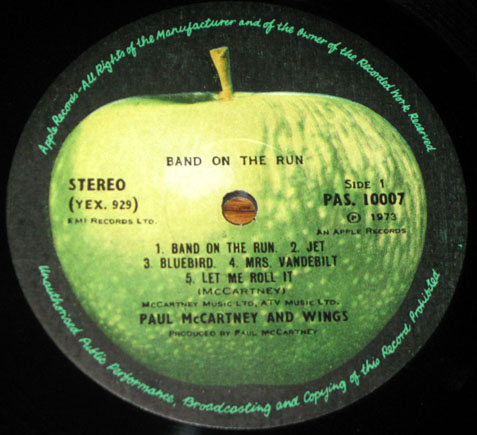 Apple Records - All Rights of the Manufacturer and of the Owner of the Recorded Work Reserved
BAND ON THE RUN
STEREO
(YEX. 929)
EMI RECORDS LTD.
Side 1
PAS. 10007
Ⓟ 1973
AN APPLE RECORDS
1. BAND ON THE RUN. 2. JET
3. BLUEBIRD. 4. MRS. VANDEBILT
5. LET ME ROLL IT
(McCARTNEY)
McCARTNEY MUSIC LTD, ATV MUSIC LTD.
PAUL McCARTNEY AND WINGS
PRODUCED BY PAUL McCARTNEY
Unauthorised Public Performance, Broadcasting and Copying of this Record Prohibited